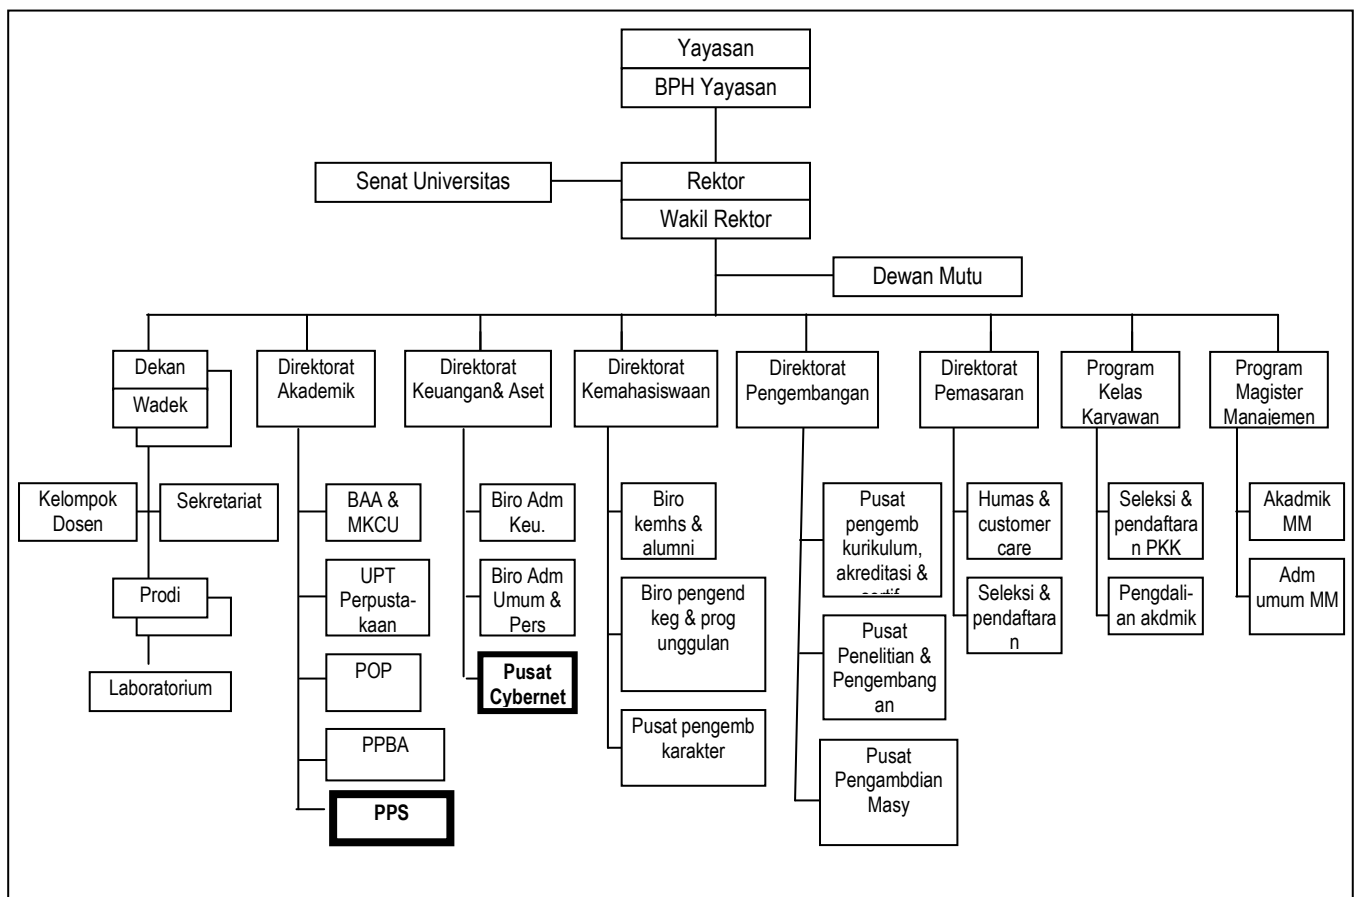 Yayasan
BPH Yayasan
Senat Universitas
Rektor
Wakil Rektor
Dewan Mutu
Dekan
Wadek
Direktorat
Akademik
Direktorat
Keuangan& Aset
Direktorat
Kemahasiswaan
Direktorat
Pengembangan
Direktorat
Pemasaran
Program
Kelas
Karyawan
Program
Magister
Manajemen
Kelompok
Dosen
Sekretariat
Prodi
Laboratorium
BAA &
MKCU
UPT
Perpusta-
kaan
POP
PPBA
PPS
Biro Adm
Keu.
Biro Adm
Umum &
Pers
Pusat
Cybernet
Biro
kemhs &
alumni
Biro pengend
keg & prog
unggulan
Pusat pengemb
karakter
Pusat
pengemb
kurikulum,
akreditasi &
sertif
Pusat
Penelitian &
Pengembang
an
Pusat
Pengambdian
Masy
Humas &
customer
care
Seleksi &
pendaftara
n
Seleksi &
pendaftara
n PKK
Pengdali-
an akdmik
Akadmik
MM
Adm
umum MM